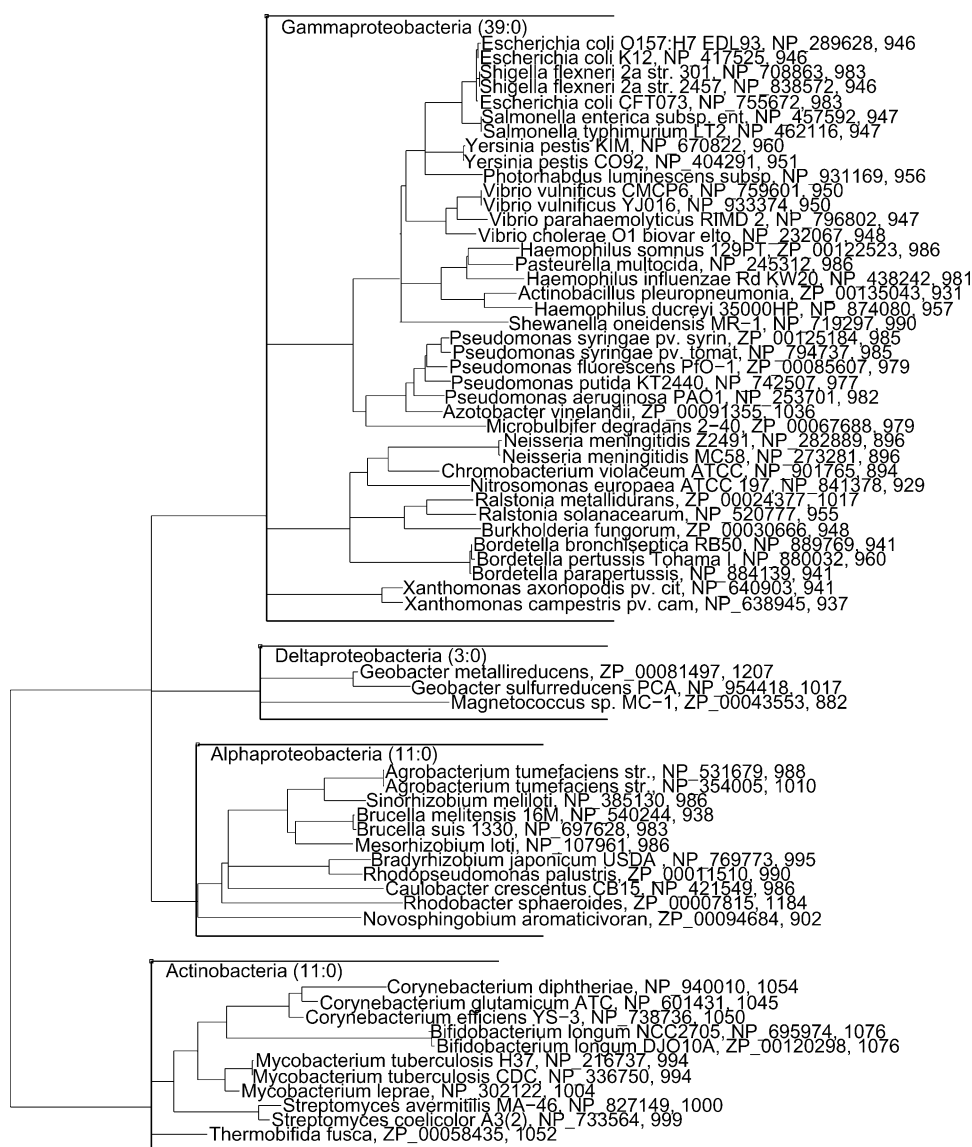 Gammaproteobacteria (39:0)
Escherichia coli O157:H7 EDL93, NP_289628, 946
Escherichia coli K12, NP_417525, 946
Shigella flexneri 2a str. 301, NP_708863, 983
Shigella flexneri 2a str. 2457, NP_838572, 946
Escherichia coli CFT073, NP_755672, 983
Salmonella enterica subsp. ent, NP_457592, 947
Salmonella typhimurium LT2, NP_462116, 947
Yersinia pestis KIM, NP_670822, 960
Yersinia pestis CO92, NP_404291, 951
Photorhabdus luminescens subsp, NP_931169, 956
Vibrio vulnificus CMCP6, NP_759601, 950
Vibrio vulnificus YJ016, NP_933374, 950
Vibrio parahaemolyticus RIMD 2, NP_796802, 947
Vibrio cholerae O1 biovar elto, NP_232067, 948
Haemophilus somnus 129PT, ZP_00122523, 986
Pasteurella multocida, NP_245312, 986
Haemophilus influenzae Rd KW20, NP_438242, 981
Actinobacillus pleuropneumonia, ZP_00135043, 931
Haemophilus ducreyi 35000HP, NP_874080, 957
Shewanella oneidensis MR−1, NP_719297, 990
Pseudomonas syringae pv. syrin, ZP_00125184, 985
Pseudomonas syringae pv. tomat, NP_794737, 985
Pseudomonas fluorescens PfO−1, ZP_00085607, 979
Pseudomonas putida KT2440, NP_742507, 977
Pseudomonas aeruginosa PAO1, NP_253701, 982
Azotobacter vinelandii, ZP_00091355, 1036
Microbulbifer degradans 2−40, ZP_00067688, 979
Neisseria meningitidis Z2491, NP_282889, 896
Neisseria meningitidis MC58, NP_273281, 896
Chromobacterium violaceum ATCC, NP_901765, 894
Nitrosomonas europaea ATCC 197, NP_841378, 929
Ralstonia metallidurans, ZP_00024377, 1017
Ralstonia solanacearum, NP_520777, 955
Burkholderia fungorum, ZP_00030666, 948
Bordetella bronchiseptica RB50, NP_889769, 941
Bordetella pertussis Tohama I, NP_880032, 960
Bordetella parapertussis, NP_884139, 941
Xanthomonas axonopodis pv. cit, NP_640903, 941
Xanthomonas campestris pv. cam, NP_638945, 937
Deltaproteobacteria (3:0)
Geobacter metallireducens, ZP_00081497, 1207
Geobacter sulfurreducens PCA, NP_954418, 1017
Magnetococcus sp. MC−1, ZP_00043553, 882
Alphaproteobacteria (11:0)
Agrobacterium tumefaciens str., NP_531679, 988
Agrobacterium tumefaciens str., NP_354005, 1010
Sinorhizobium meliloti, NP_385130, 986
Brucella melitensis 16M, NP_540244, 938
Brucella suis 1330, NP_697628, 983
Mesorhizobium loti, NP_107961, 986
Bradyrhizobium japonicum USDA , NP_769773, 995
Rhodopseudomonas palustris, ZP_00011510, 990
Caulobacter crescentus CB15, NP_421549, 986
Rhodobacter sphaeroides, ZP_00007815, 1184
Novosphingobium aromaticivoran, ZP_00094684, 902
Actinobacteria (11:0)
Corynebacterium diphtheriae, NP_940010, 1054
Corynebacterium glutamicum ATC, NP_601431, 1045
Corynebacterium efficiens YS−3, NP_738736, 1050
Bifidobacterium longum NCC2705, NP_695974, 1076
Bifidobacterium longum DJO10A, ZP_00120298, 1076
Mycobacterium tuberculosis H37, NP_216737, 994
Mycobacterium tuberculosis CDC, NP_336750, 994
Mycobacterium leprae, NP_302122, 1004
Streptomyces avermitilis MA−46, NP_827149, 1000
Streptomyces coelicolor A3(2), NP_733564, 999
Thermobifida fusca, ZP_00058435, 1052